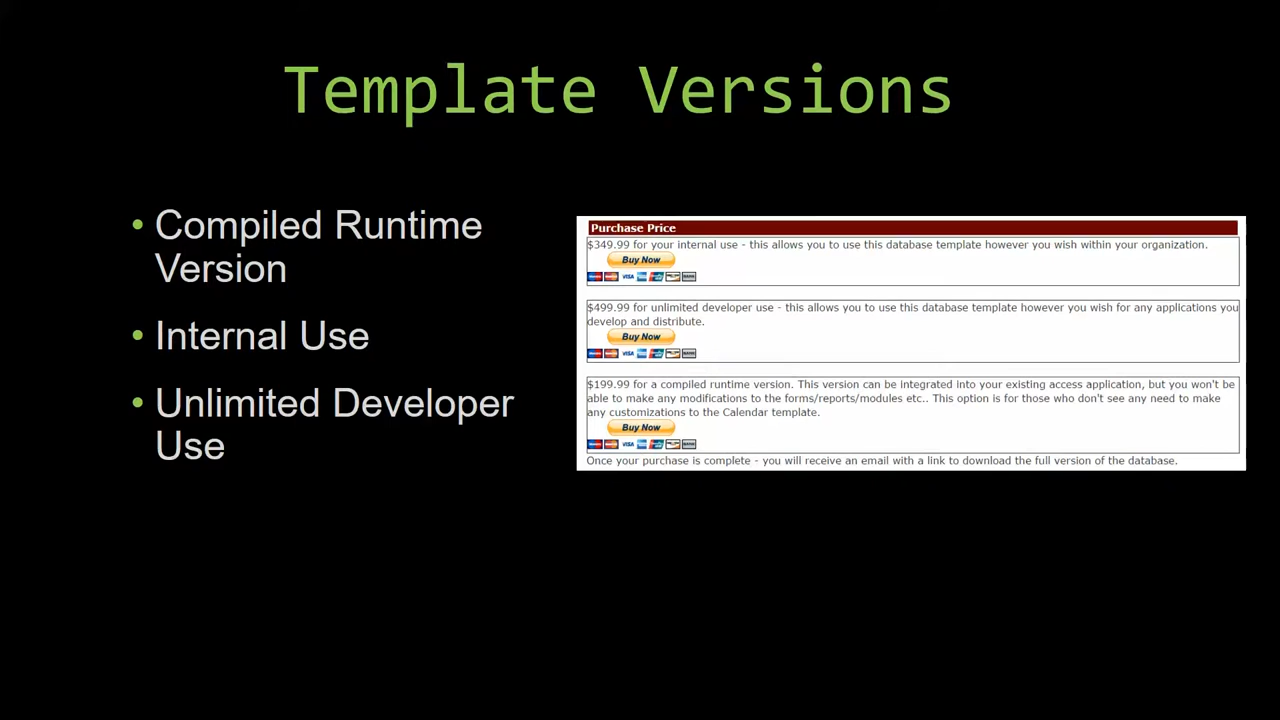 Template Versions
• Compiled Runtime
Version
• Internal Use
• Unlimited Developer
Use
Purchase Price
$349.99 for your internal use - this allows you to use this database template however you wish within your organization.
Buy Now
VISA
$499.99 for unlimited developer use - this allows you to use this database template however you wish for any applications you
develop and distribute.
Buy Now
VISA
$199.99 for a compiled runtime version. This version can be integrated into your existing access application, but you won't be
able to make any modifications to the forms/reports/modules etc.. This option is for those who don't see any need to make
any customizations to the Calendar template.
Buy Now
VISA
Once your purchase is complete - you will receive an email with a link to download the full version of the database.